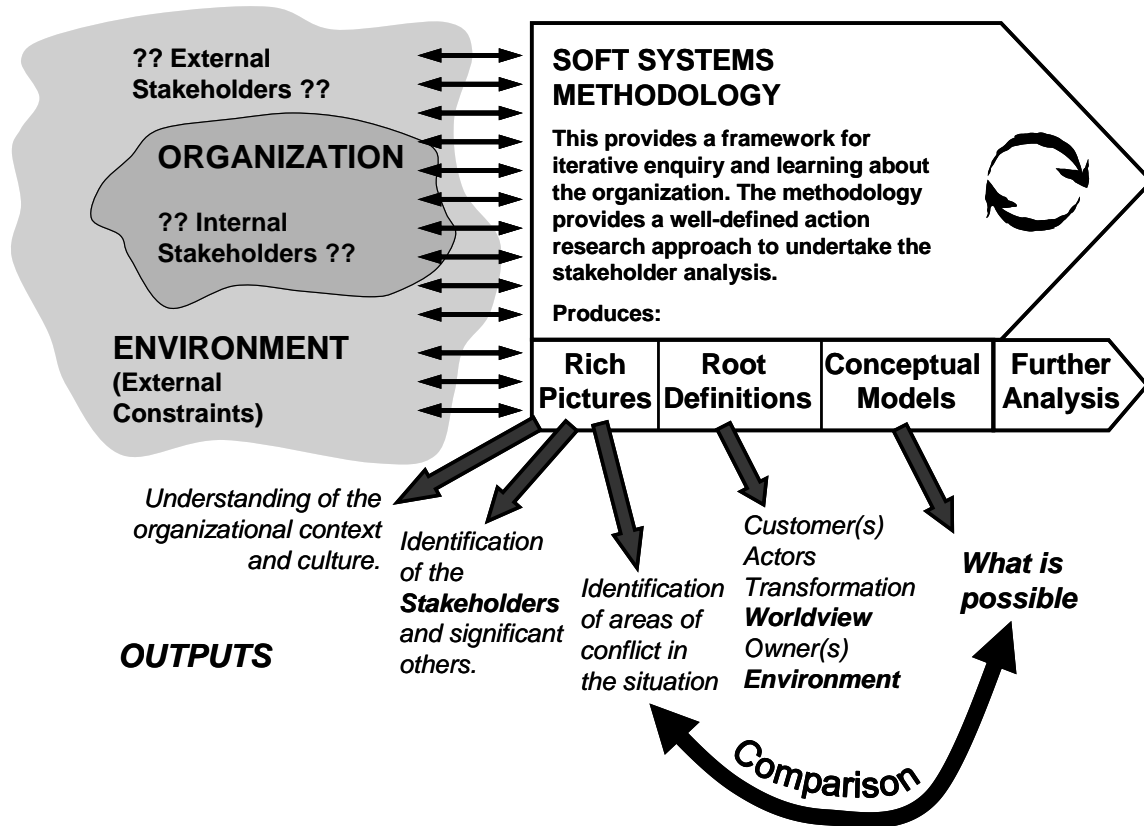 ?? External
Stakeholders ??
ORGANIZATION
?? Internal
Stakeholders ??
ENVIRONMENT
(External
Constraints)
SOFT SYSTEMS
METHODOLOGY
This provides a framework for
iterative enquiry and learning about
the organization. The methodology
provides a well-defined action
research approach to undertake the
stakeholder analysis.
Produces:
Rich
Pictures
Root
Definitions
Conceptual
Models
Further
Analysis
Understanding of the
organizational context
and culture.
Identification
of the
Stakeholders
and significant
others.
Identification
of areas of
conflict in
the situation
Customer(s)
Actors
Transformation
Worldview
Owner(s)
Environment
What is
possible
OUTPUTS
Comparison